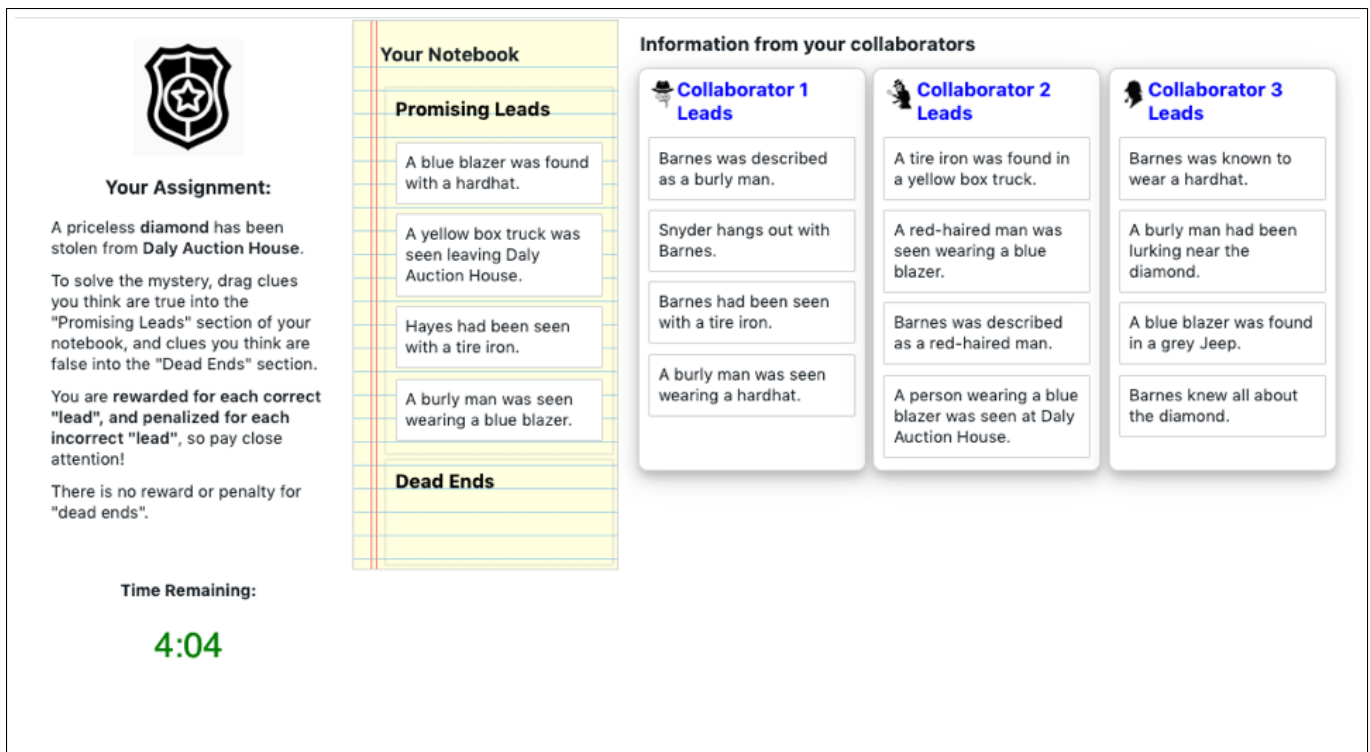 Your Assignment:
A priceless diamond has been
stolen from Daly Auction House.
To solve the mystery, drag clues
you think are true into the
"Promising Leads" section of your
notebook, and clues you think are
false into the "Dead Ends" section.
You are rewarded for each correct
"lead", and penalized for each
incorrect "lead", so pay close
attention!
There is no reward or penalty for
"dead ends".
Time Remaining:
4:04
Your Notebook
Promising Leads
A blue blazer was found
with a hardhat.
A yellow box truck was
seen leaving Daly
Auction House.
Hayes had been seen
with a tire iron.
A burly man was seen
wearing a blue blazer.
Dead Ends
Information from your collaborators
Collaborator 1
Leads
Barnes was described
as a burly man.
Snyder hangs out with
Barnes.
Barnes had been seen
with a tire iron.
A burly man was seen
wearing a hardhat.
Collaborator 2
Leads
A tire iron was found in
a yellow box truck.
A red-haired man was
seen wearing a blue
blazer.
Barnes was described
as a red-haired man.
A person wearing a blue
blazer was seen at Daly
Auction House.
Collaborator 3
Leads
Barnes was known to
wear a hardhat.
A burly man had been
lurking near the
diamond.
A blue blazer was found
in a grey Jeep.
Barnes knew all about
the diamond.